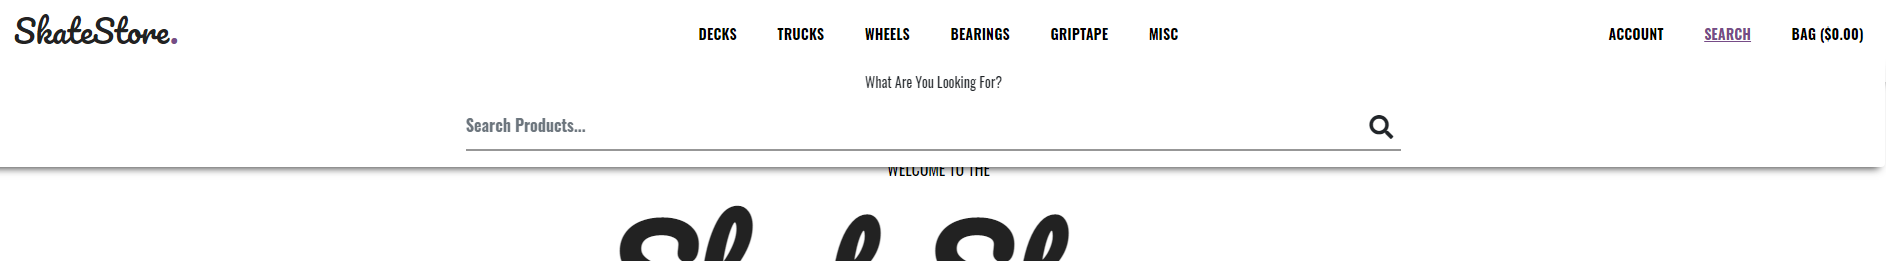 SkateStore.
DECKS TRUCKS WHEELS BEARINGS GRIPTAPE MISC
ACCOUNT SEARCH BAG ($0.00)
What Are You Looking For?
Search Products...
WELCOME TO THE